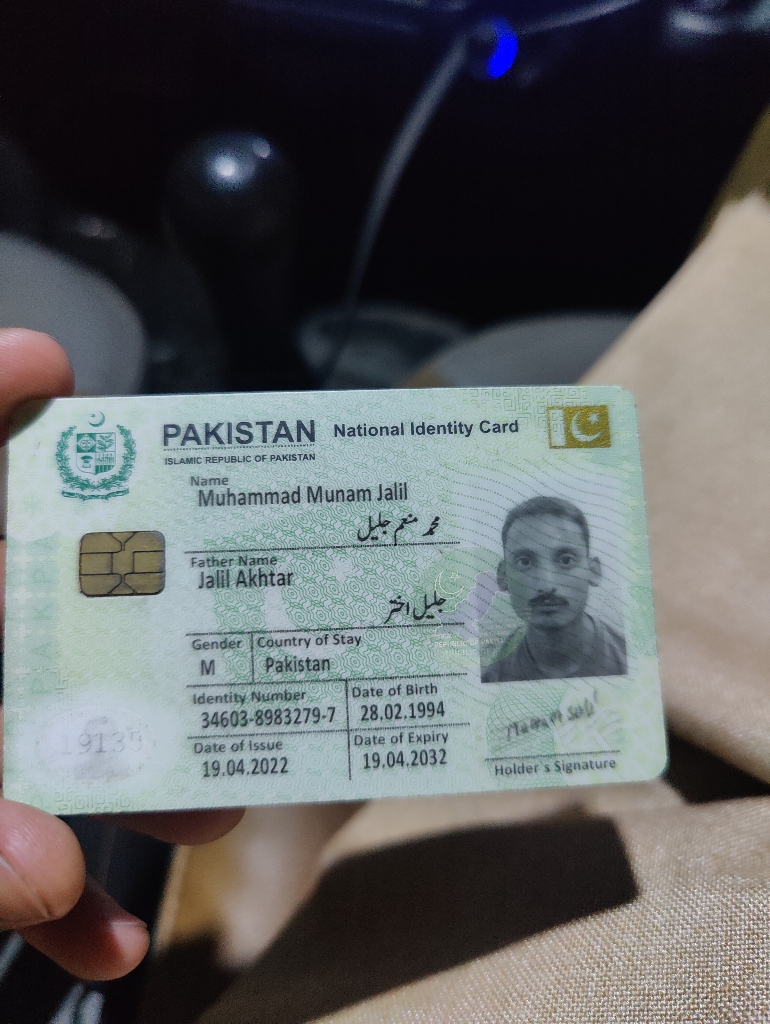 PAKISTAN National Identity Card
ISLAMIC REPUBLIC OF PAKISTAN
Name
Muhammad Munam Jalil
محمد منعم جلیل
Father Name
Jalil Akhtar
جلیل اختر
Gender Country of Stay
M Pakistan
Identity Number Date of Birth
34603-8983279-7 28.02.1994
Date of Issue Date of Expiry
19.04.2022 19.04.2032
Holder's Signature